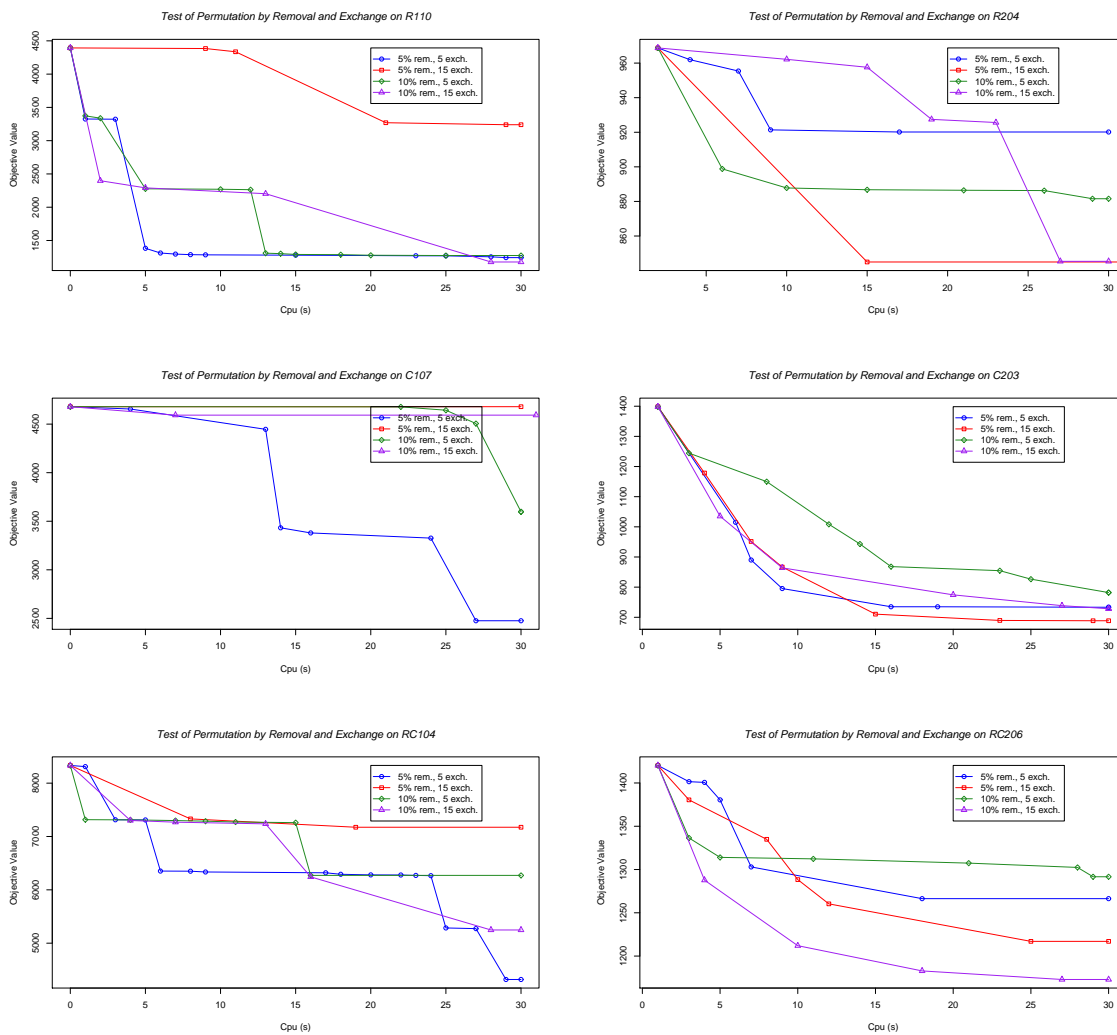 Test of Permutation by Removal and Exchange on R110
Objective Value
4500
4000
3500
3000
2500
2000
1500
5% rem., 5 exch.
5% rem., 15 exch.
10% rem., 5 exch.
10% rem., 15 exch.
0 5 10 15 20 25 30
Cpu (s)
Test of Permutation by Removal and Exchange on R204
Objective Value
960
940
920
900
880
860
5% rem., 5 exch.
5% rem., 15 exch.
10% rem., 5 exch.
10% rem., 15 exch.
5 10 15 20 25 30
Cpu (s)
Test of Permutation by Removal and Exchange on C107
Objective Value
4500
4000
3500
3000
2500
5% rem., 5 exch.
5% rem., 15 exch.
10% rem., 5 exch.
10% rem., 15 exch.
0 5 10 15 20 25 30
Cpu (s)
Test of Permutation by Removal and Exchange on C203
Objective Value
1400
1300
1200
1100
1000
900
800
700
5% rem., 5 exch.
5% rem., 15 exch.
10% rem., 5 exch.
10% rem., 15 exch.
0 5 10 15 20 25 30
Cpu (s)
Test of Permutation by Removal and Exchange on RC104
Objective Value
8000
7000
6000
5000
5% rem., 5 exch.
5% rem., 15 exch.
10% rem., 5 exch.
10% rem., 15 exch.
0 5 10 15 20 25 30
Cpu (s)
Test of Permutation by Removal and Exchange on RC206
Objective Value
1400
1350
1300
1250
1200
5% rem., 5 exch.
5% rem., 15 exch.
10% rem., 5 exch.
10% rem., 15 exch.
0 5 10 15 20 25 30
Cpu (s)